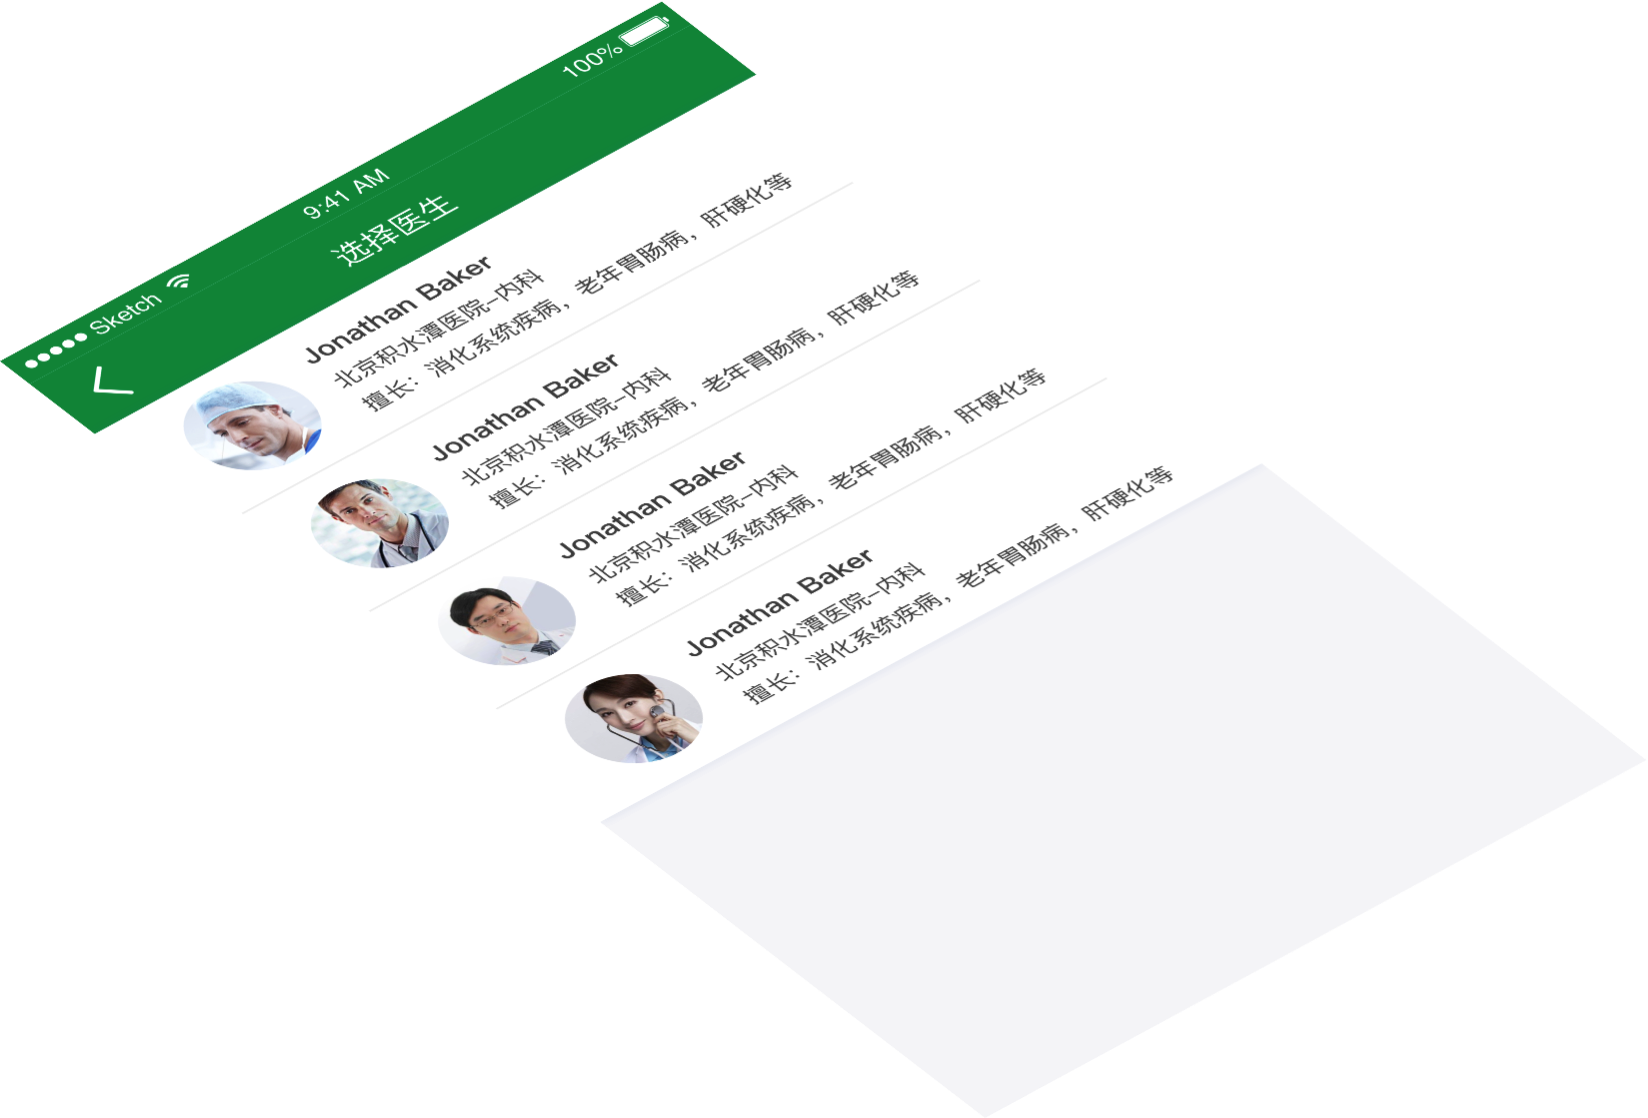 Sketch
9:41 AM
100%
选择医生
Jonathan Baker
北京积水潭医院-内科
擅长：消化系统疾病，老年胃肠病，肝硬化等
Jonathan Baker
北京积水潭医院-内科
擅长：消化系统疾病，老年胃肠病，肝硬化等
Jonathan Baker
北京积水潭医院-内科
擅长：消化系统疾病，老年胃肠病，肝硬化等
Jonathan Baker
北京积水潭医院-内科
擅长：消化系统疾病，老年胃肠病，肝硬化等